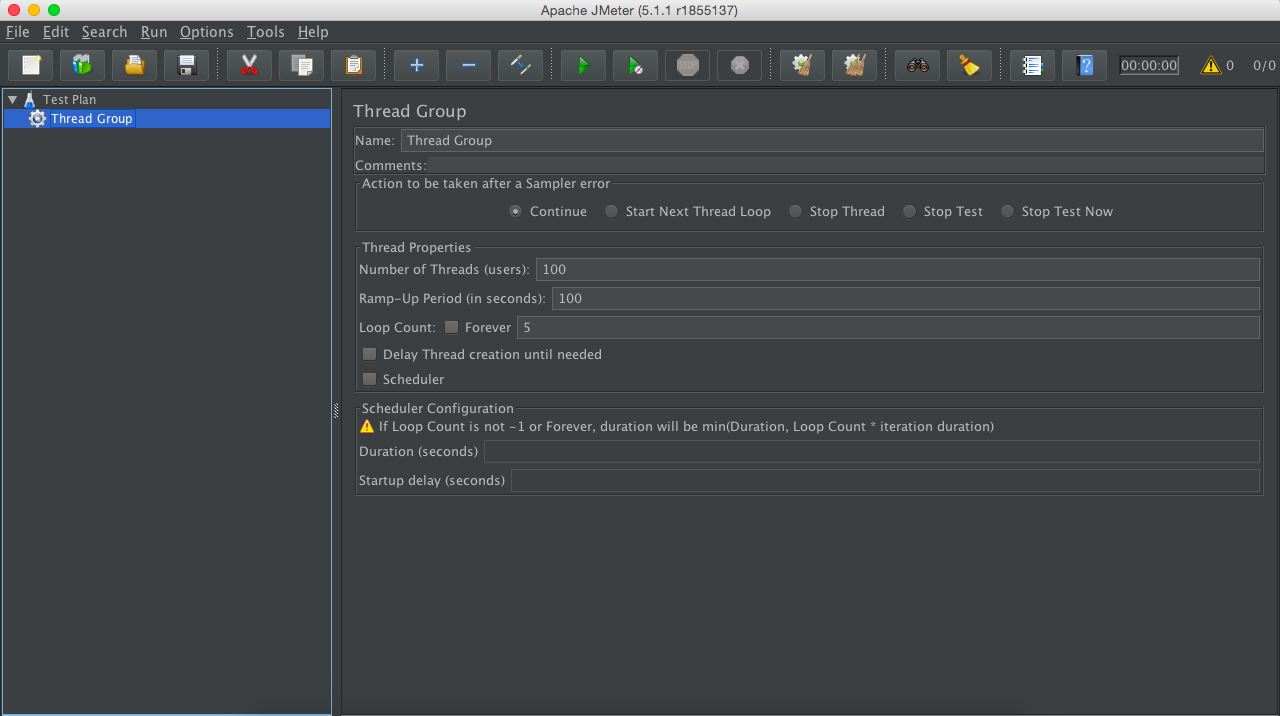 Apache JMeter (5.1.1 r1855137)
File Edit Search Run Options Tools Help
STOP 00:00:00 0 0/0
Test Plan
Thread Group
Thread Group
Name: Thread Group
Comments:
Action to be taken after a Sampler error
Continue Start Next Thread Loop Stop Thread Stop Test Stop Test Now
Thread Properties
Number of Threads (users): 100
Ramp-Up Period (in seconds): 100
Loop Count: Forever 5
Delay Thread creation until needed
Scheduler
Scheduler Configuration
If Loop Count is not -1 or Forever, duration will be min(Duration, Loop Count * iteration duration)
Duration (seconds)
Startup delay (seconds)